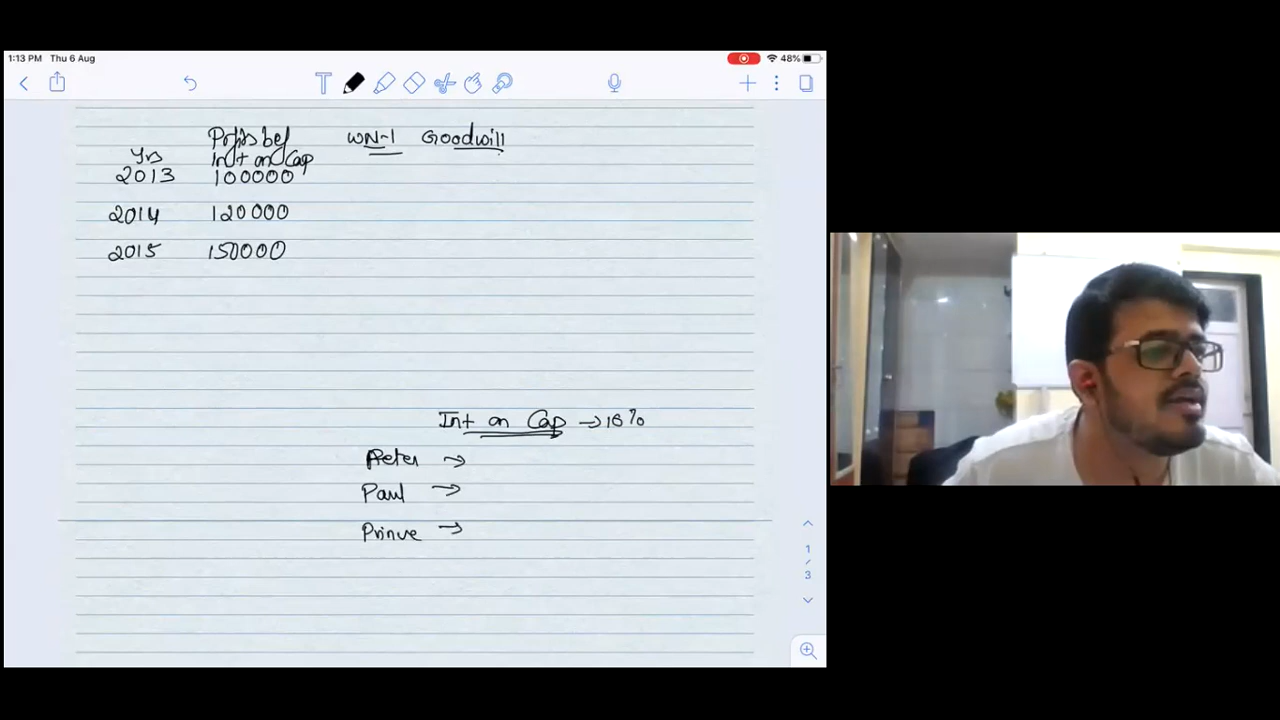 1:13 PM Thu 6 Aug
48%
T
Profits bef WN-1 Goodwill
Yrs Int on Cap
2013 100000
2014 120000
2015 150000
Int on Cap → 10%
Peter →
Paul →
Prince →
1
/
3